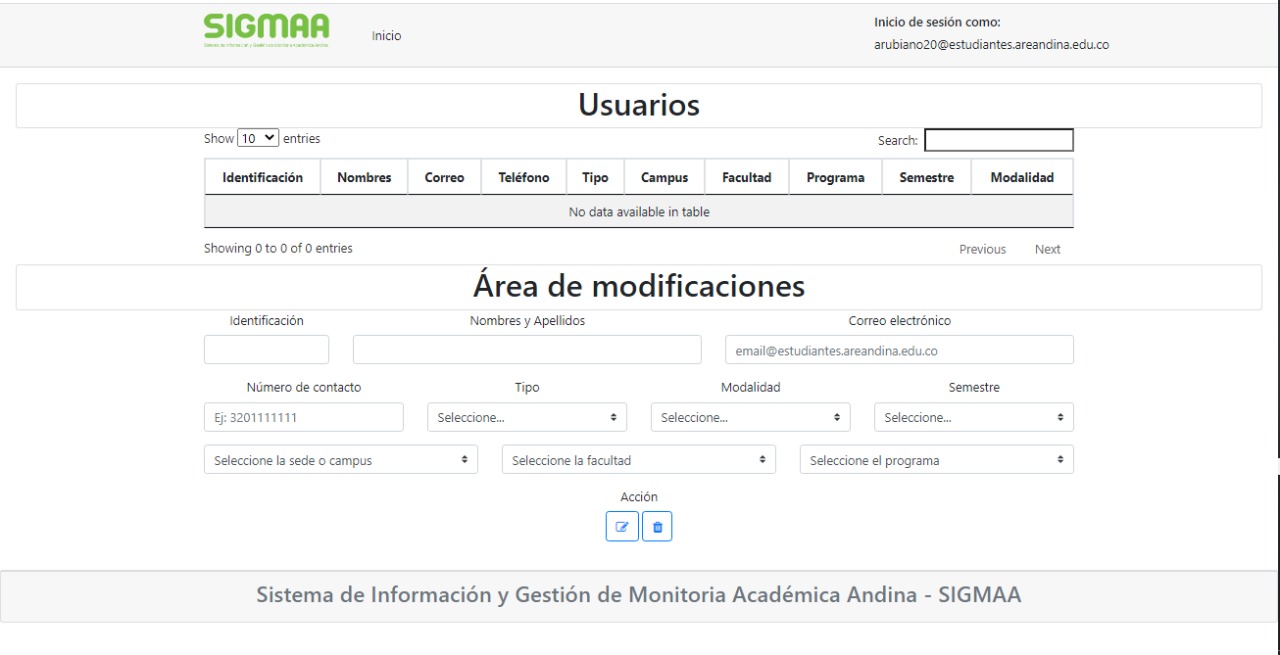 SIGMAA
Inicio
Inicio de sesión como:
arubiano20@estudiantes.areandina.edu.co
Usuarios
Show 10 entries
Search:
Identificación Nombres Correo Teléfono Tipo Campus Facultad Programa Semestre Modalidad
No data available in table
Showing 0 to 0 of 0 entries
Previous Next
Área de modificaciones
Identificación Nombres y Apellidos Correo electrónico
email@estudiantes.areandina.edu.co
Número de contacto Tipo Modalidad Semestre
Ej: 3201111111 Seleccione... Seleccione... Seleccione...
Seleccione la sede o campus Seleccione la facultad Seleccione el programa
Acción
Sistema de Información y Gestión de Monitoria Académica Andina - SIGMAA